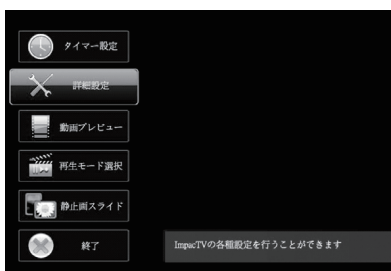 タイマー設定
詳細設定
動画プレビュー
再生モード選択
静止画スライド
終了
ImpacTVの各種設定を行うことができます